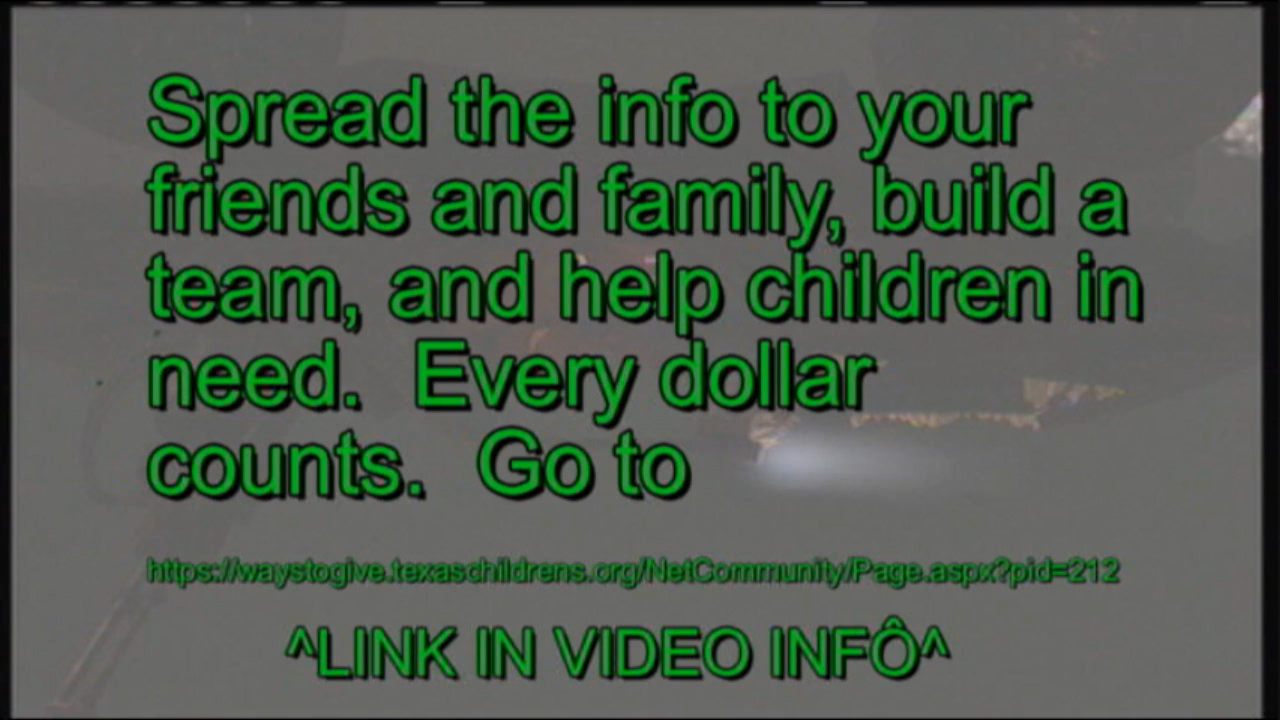 Spread the info to your
friends and family, build a
team, and help children in
need.  Every dollar
counts.  Go to
https://waystogive.texaschildrens.org/NetCommunity/Page.aspx?pid=212
^LINK IN VIDEO INFÔ^